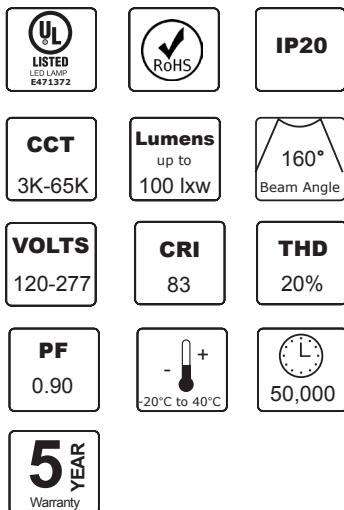 UL
LISTED
LED LAMP
E471372
RoHS
IP20
CCT
3K-65K
Lumens
up to
100 lxw
160°
Beam Angle
VOLTS
120-277
CRI
83
THD
20%
PF
0.90
- +
-20°C to 40°C
50,000
5 YEAR
Warranty